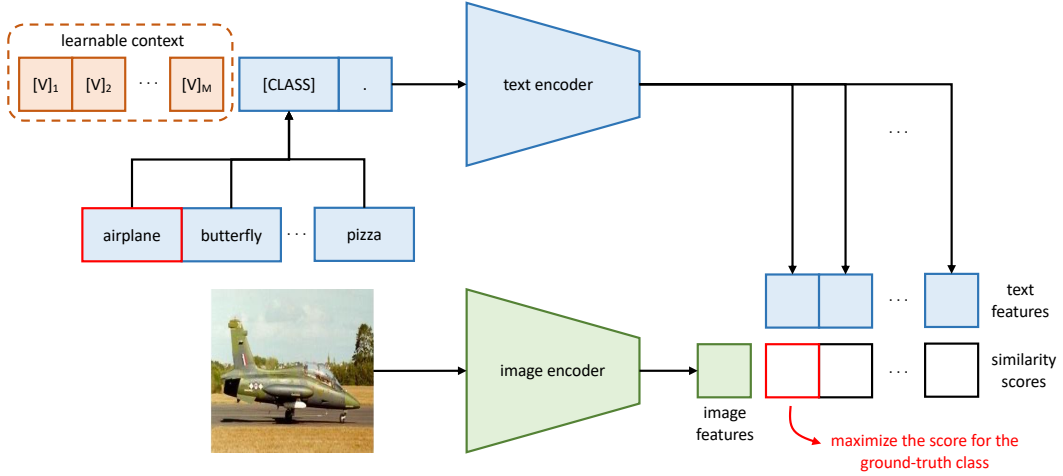 learnable context
[V]₁ [V]₂ ... [V]M [CLASS] .
text encoder
...
airplane butterfly ... pizza
... text
features
image encoder
... similarity
scores
image
features
maximize the score for the
ground-truth class